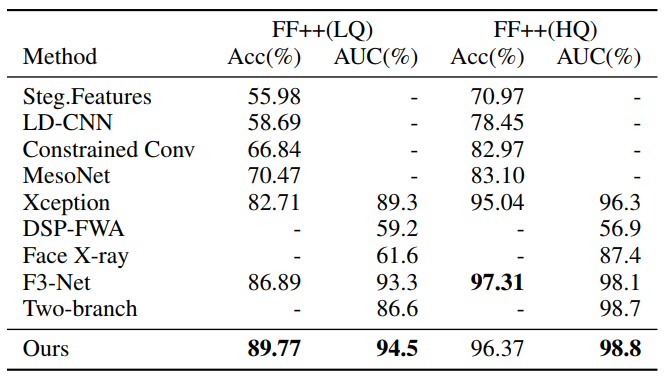 FF++(LQ) FF++(HQ)
Method Acc(%) AUC(%) Acc(%) AUC(%)
Steg.Features 55.98 - 70.97 -
LD-CNN 58.69 - 78.45 -
Constrained Conv 66.84 - 82.97 -
MesoNet 70.47 - 83.10 -
Xception 82.71 89.3 95.04 96.3
DSP-FWA - 59.2 - 56.9
Face X-ray - 61.6 - 87.4
F3-Net 86.89 93.3 97.31 98.1
Two-branch - 86.6 - 98.7
Ours 89.77 94.5 96.37 98.8